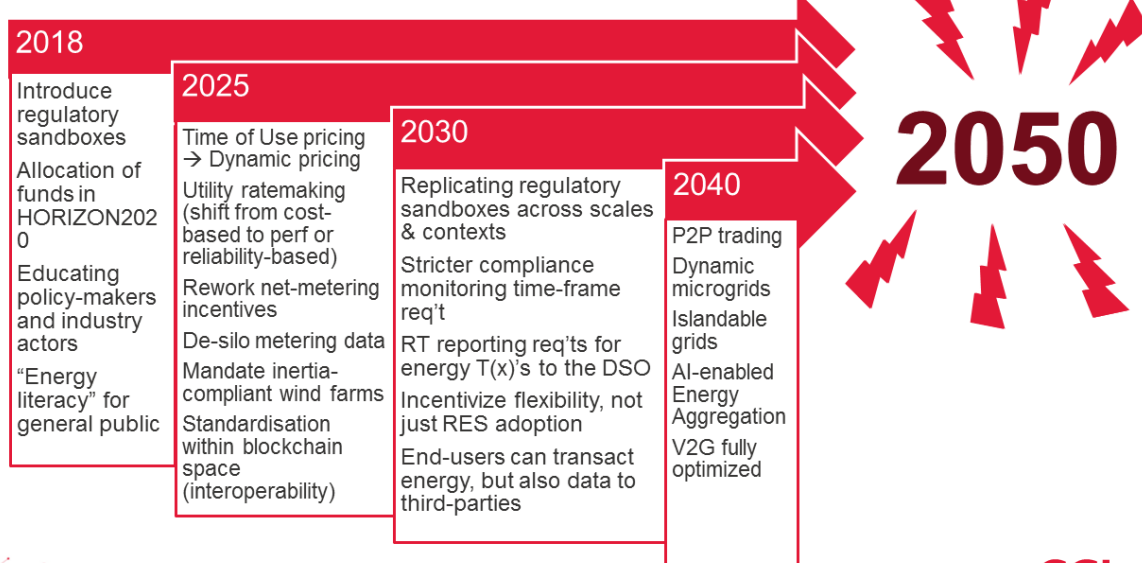 2018
Introduce
regulatory
sandboxes
Allocation of
funds in
HORIZON202
0
Educating
policy-makers
and industry
actors
“Energy
literacy” for
general public
2025
Time of Use pricing
→ Dynamic pricing
Utility ratemaking
(shift from cost-
based to perf or
reliability-based)
Rework net-metering
incentives
De-silo metering data
Mandate inertia-
compliant wind farms
Standardisation
within blockchain
space
(interoperability)
2030
Replicating regulatory
sandboxes across scales
& contexts
Stricter compliance
monitoring time-frame
req’t
RT reporting req’ts for
energy T(x)’s to the DSO
Incentivize flexibility, not
just RES adoption
End-users can transact
energy, but also data to
third-parties
2040
P2P trading
Dynamic
microgrids
Islandable
grids
AI-enabled
Energy
Aggregation
V2G fully
optimized
2050